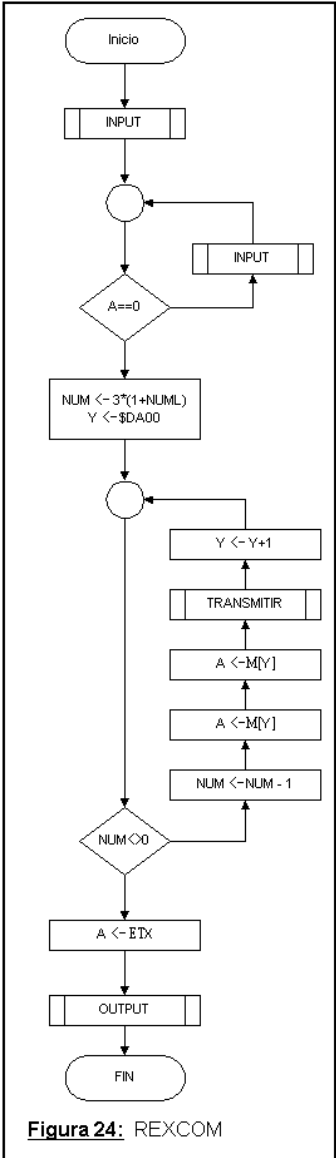 Inicio
INPUT
INPUT
A==0
NUM <- 3*(1+NUML)
Y <-$DA00
Y <-Y+1
TRANSMITIR
A <-M[Y]
A <-M[Y]
NUM <-NUM - 1
NUM<>0
A <-ETX
OUTPUT
FIN
Figura 24: REXCOM